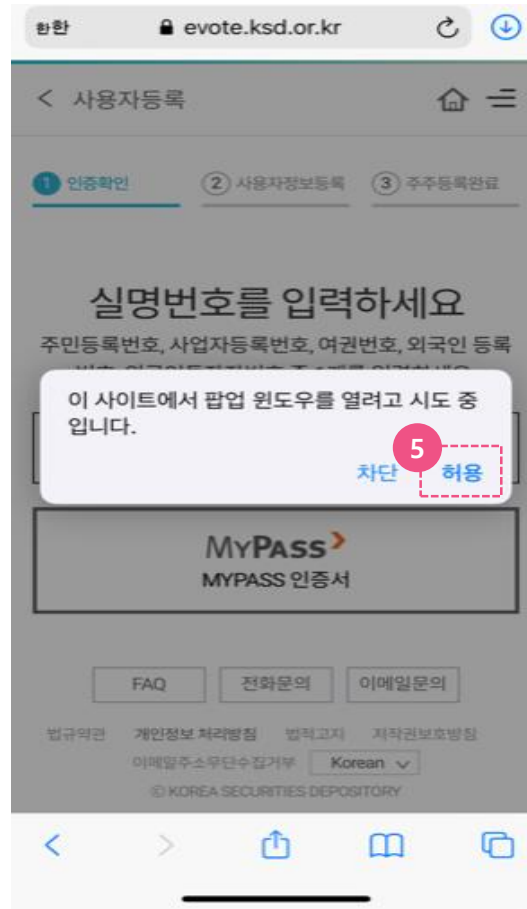 한한 evote.ksd.or.kr
< 사용자등록
1 인증확인 2 사용자정보등록 3 주주등록완료
실명번호를 입력하세요
주민등록번호, 사업자등록번호, 여권번호, 외국인 등록
이 사이트에서 팝업 윈도우를 열려고 시도 중
입니다.
5
차단 허용
MYPASS
MYPASS 인증서
FAQ 전화문의 이메일문의
법규약관 개인정보 처리방침 법적고지 저작권보호방침
이메일주소무단수집거부 Korean
© KOREA SECURITIES DEPOSITORY